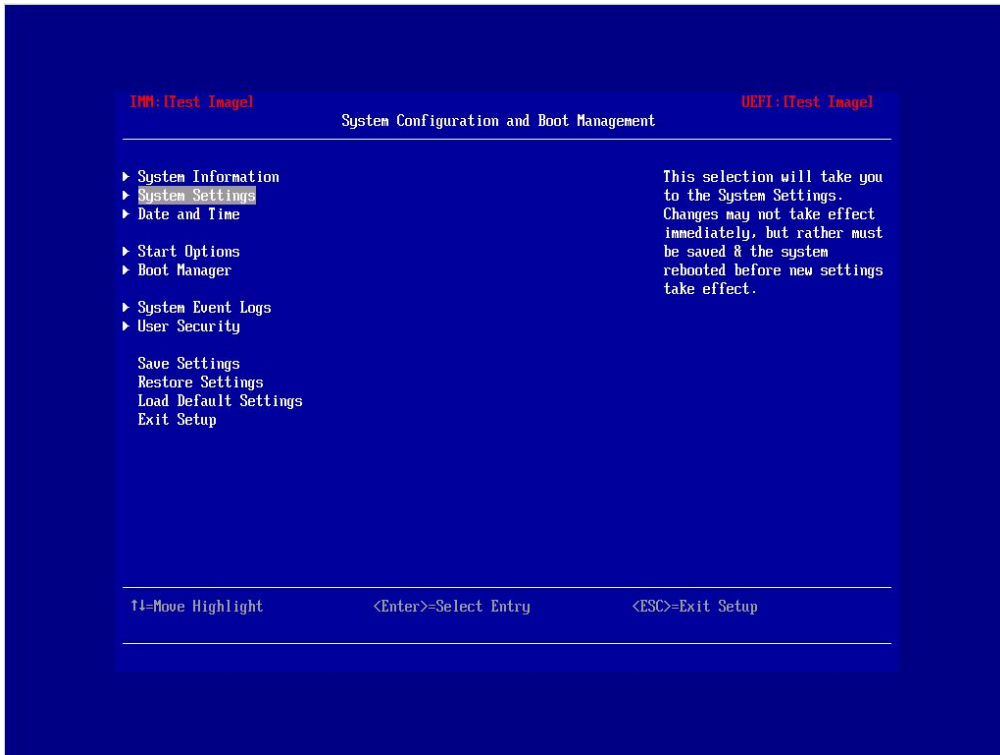 IMM:[Test Image] UEFI:[Test Image]
System Configuration and Boot Management
System Information
System Settings
Date and Time
Start Options
Boot Manager
System Event Logs
User Security
Save Settings
Restore Settings
Load Default Settings
Exit Setup
This selection will take you
to the System Settings.
Changes may not take effect
immediately, but rather must
be saved & the system
rebooted before new settings
take effect.
↑↓=Move Highlight <Enter>=Select Entry <ESC>=Exit Setup